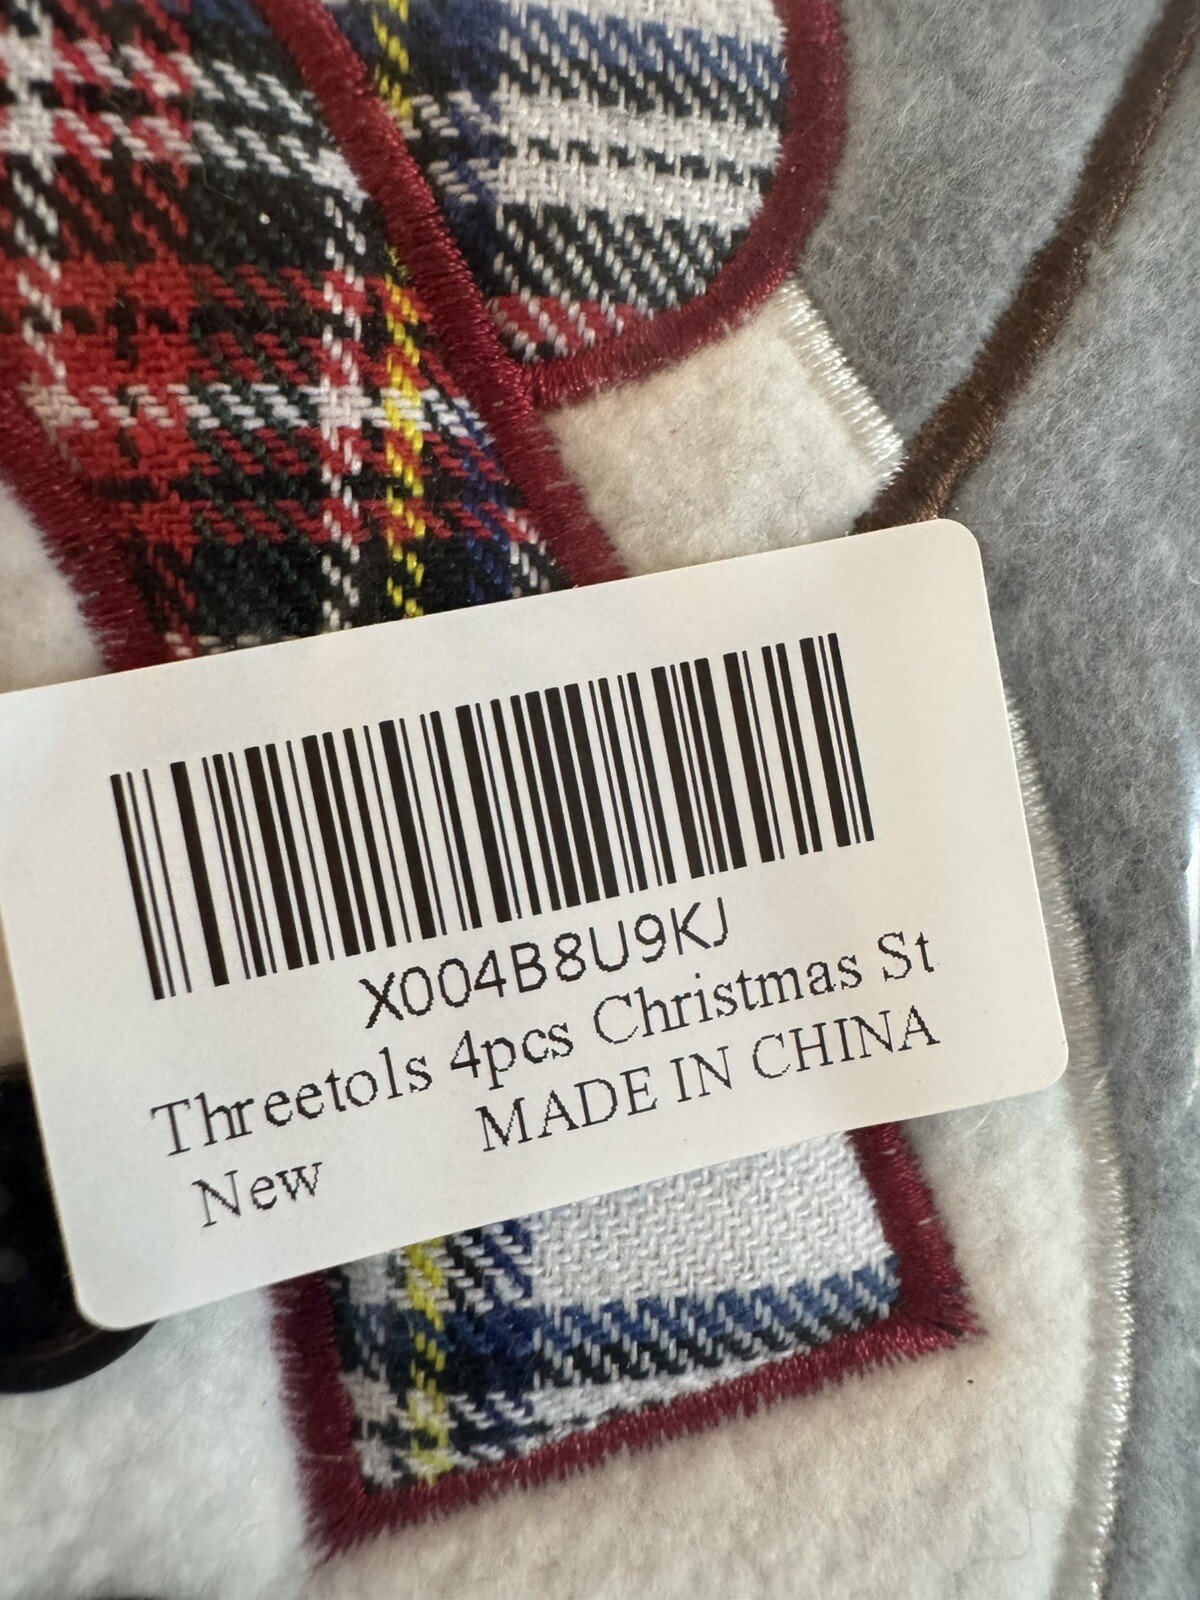 X004B8U9KJ
Threetols 4pcs Christmas St
New MADE IN CHINA